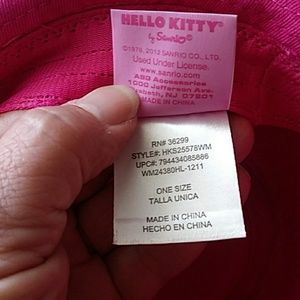 HELLO KITTY
by Sanrio
©1976, 2012 SANRIO CO., LTD.
Used Under License.
www.sanrio.com
ABG Accessories
1000 Jefferson Ave.
Elizabeth, NJ 07201
MADE IN CHINA
RN# 36299
STYLE#: HKS25578WM
UPC#: 794434085886
WM24380HL-1211
ONE SIZE
TALLA UNICA
MADE IN CHINA
HECHO EN CHINA